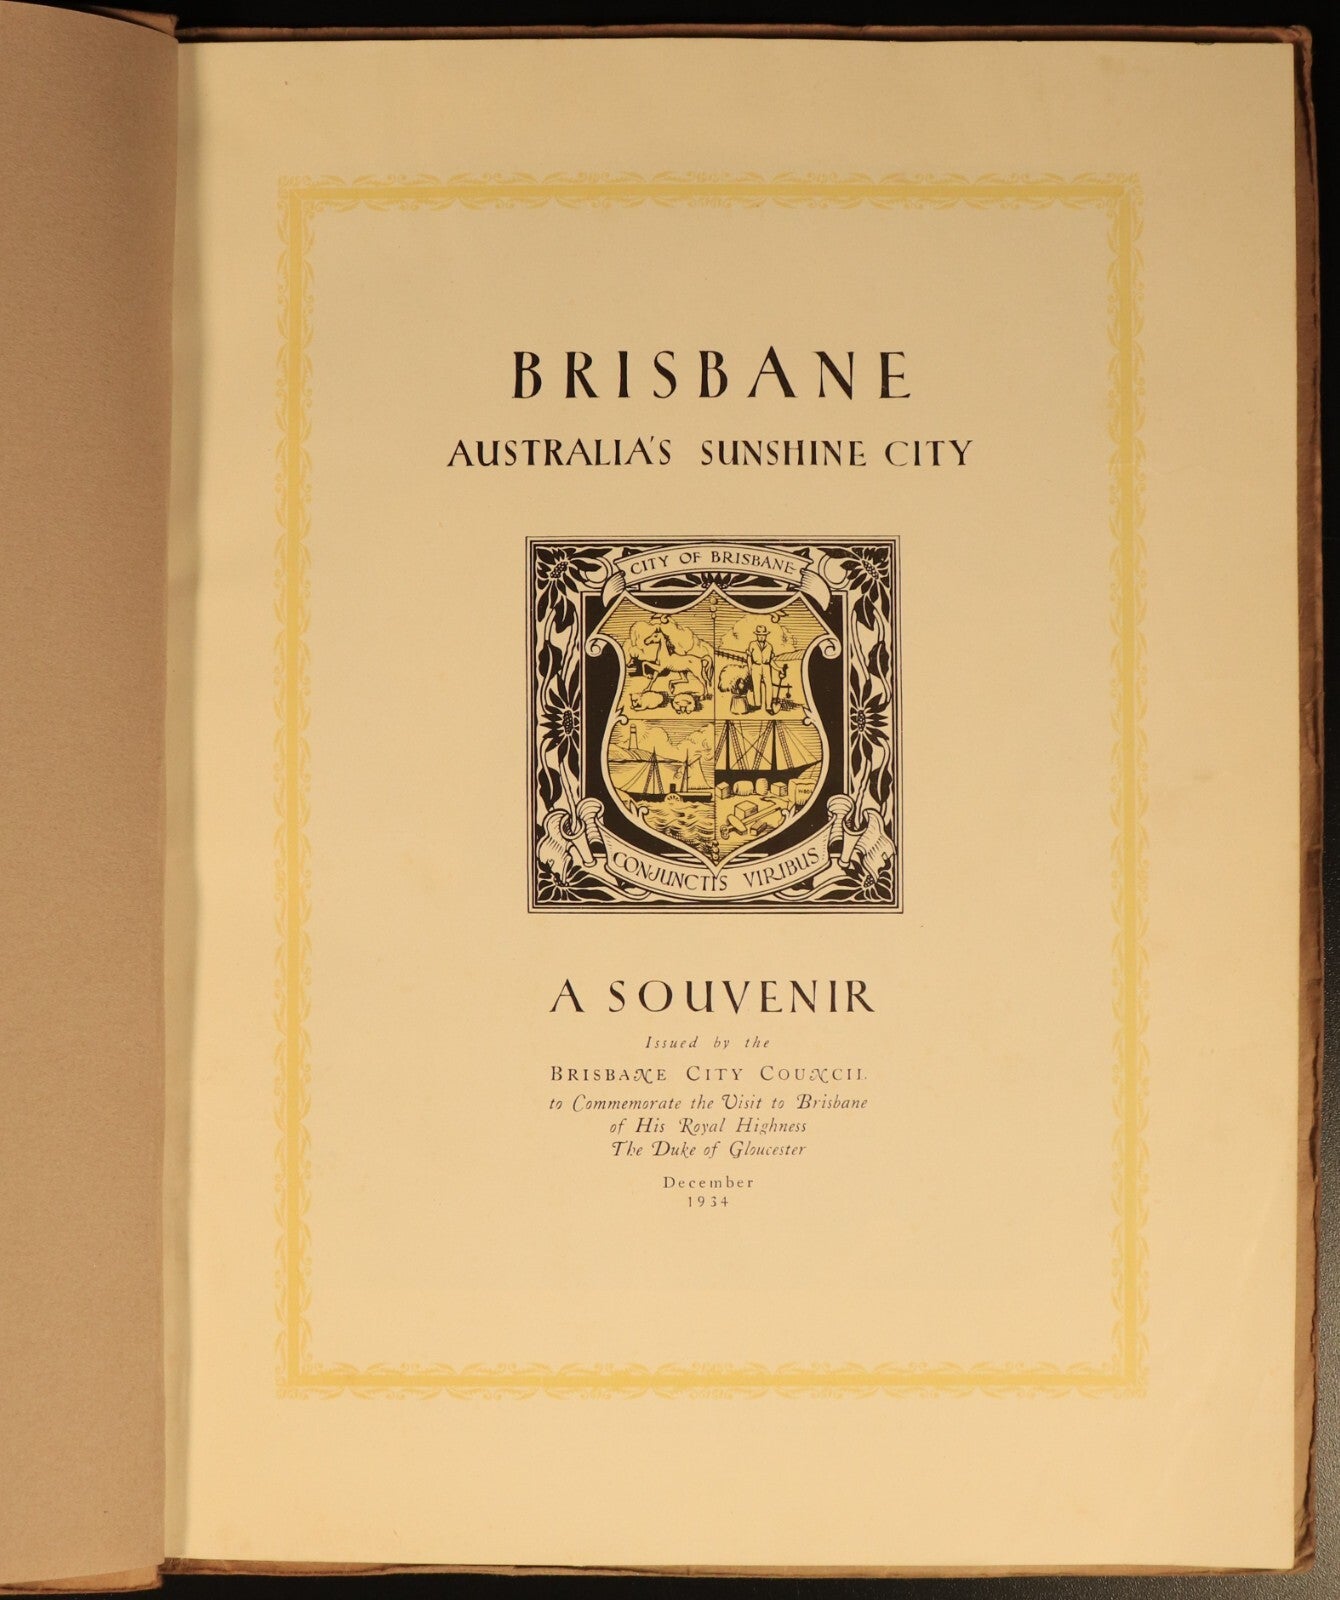 BRISBANE
AUSTRALIA'S SUNSHINE CITY
CITY OF BRISBANE
WOOL
CONJUNCTIS VIRIBUS
A SOUVENIR
Issued by the
BRISBANE CITY COUNCIL
to Commemorate the Visit to Brisbane
of His Royal Highness
The Duke of Gloucester
December
1934